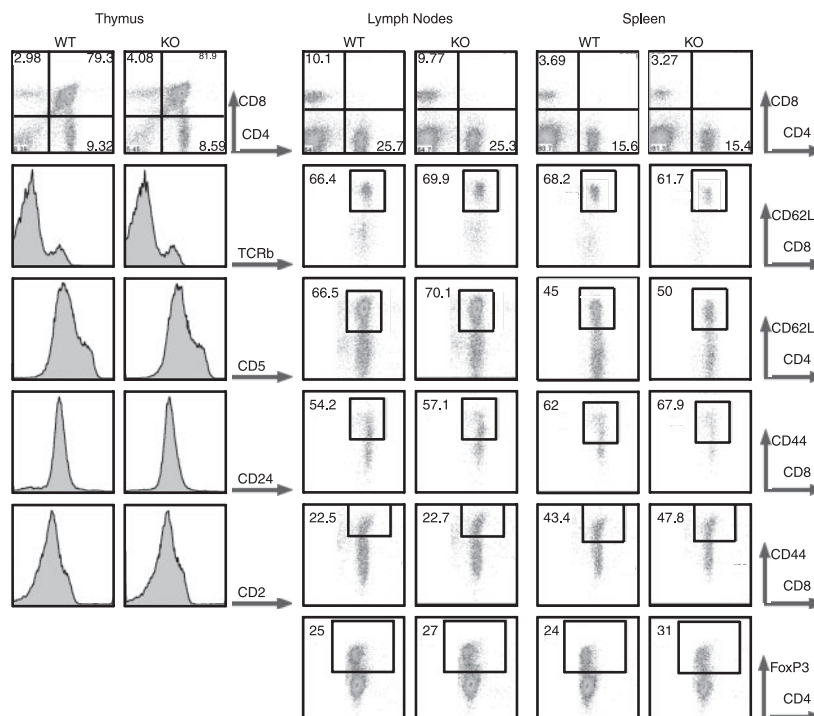 Thymus Lymph Nodes Spleen
WT KO WT KO WT KO
2.98 79.3 4.08 81.9 10.1 9.77 3.69 3.27
CD8
CD8
CD8
CD4
CD4
CD4
9.32 8.59 25.7 25.3 15.6 15.4
66.4 69.9 68.2 61.7
TCRb
CD62L
CD8
66.5 70.1 45 50
CD5
CD62L
CD4
54.2 57.1 62 67.9
CD24
CD44
CD8
22.5 22.7 43.4 47.8
CD2
CD44
CD8
25 27 24 31
FoxP3
CD4